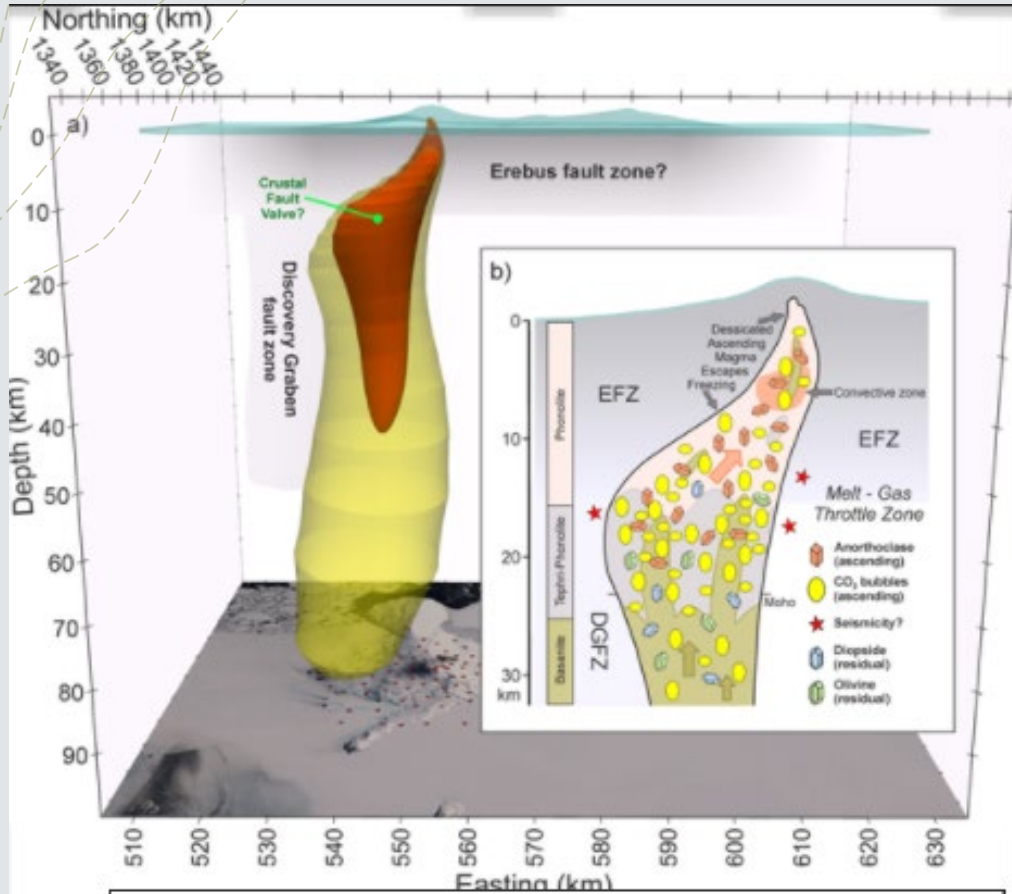 Northing (km)
1340
1360
1380
1400
1420
1440
a)
0
10
20
30
40
50
60
70
80
90
Depth (km)
Crustal
Fault
Valve?
Erebus fault zone?
Discovery Graben
fault zone
b)
0
10
20
30
km
Phonolite
Tephri-Phonolite
Basanite
Dessicated
Ascending
Magma
Escapes
Freezing
EFZ
Convective zone
EFZ
Melt - Gas
Throttle Zone
Anorthoclase
(ascending)
CO₂ bubbles
(ascending)
Seismicity?
Diopside
(residual)
Olivine
(residual)
Moho
DGFZ
510
520
530
540
550
560
570
580
590
600
610
620
630
Easting (km)